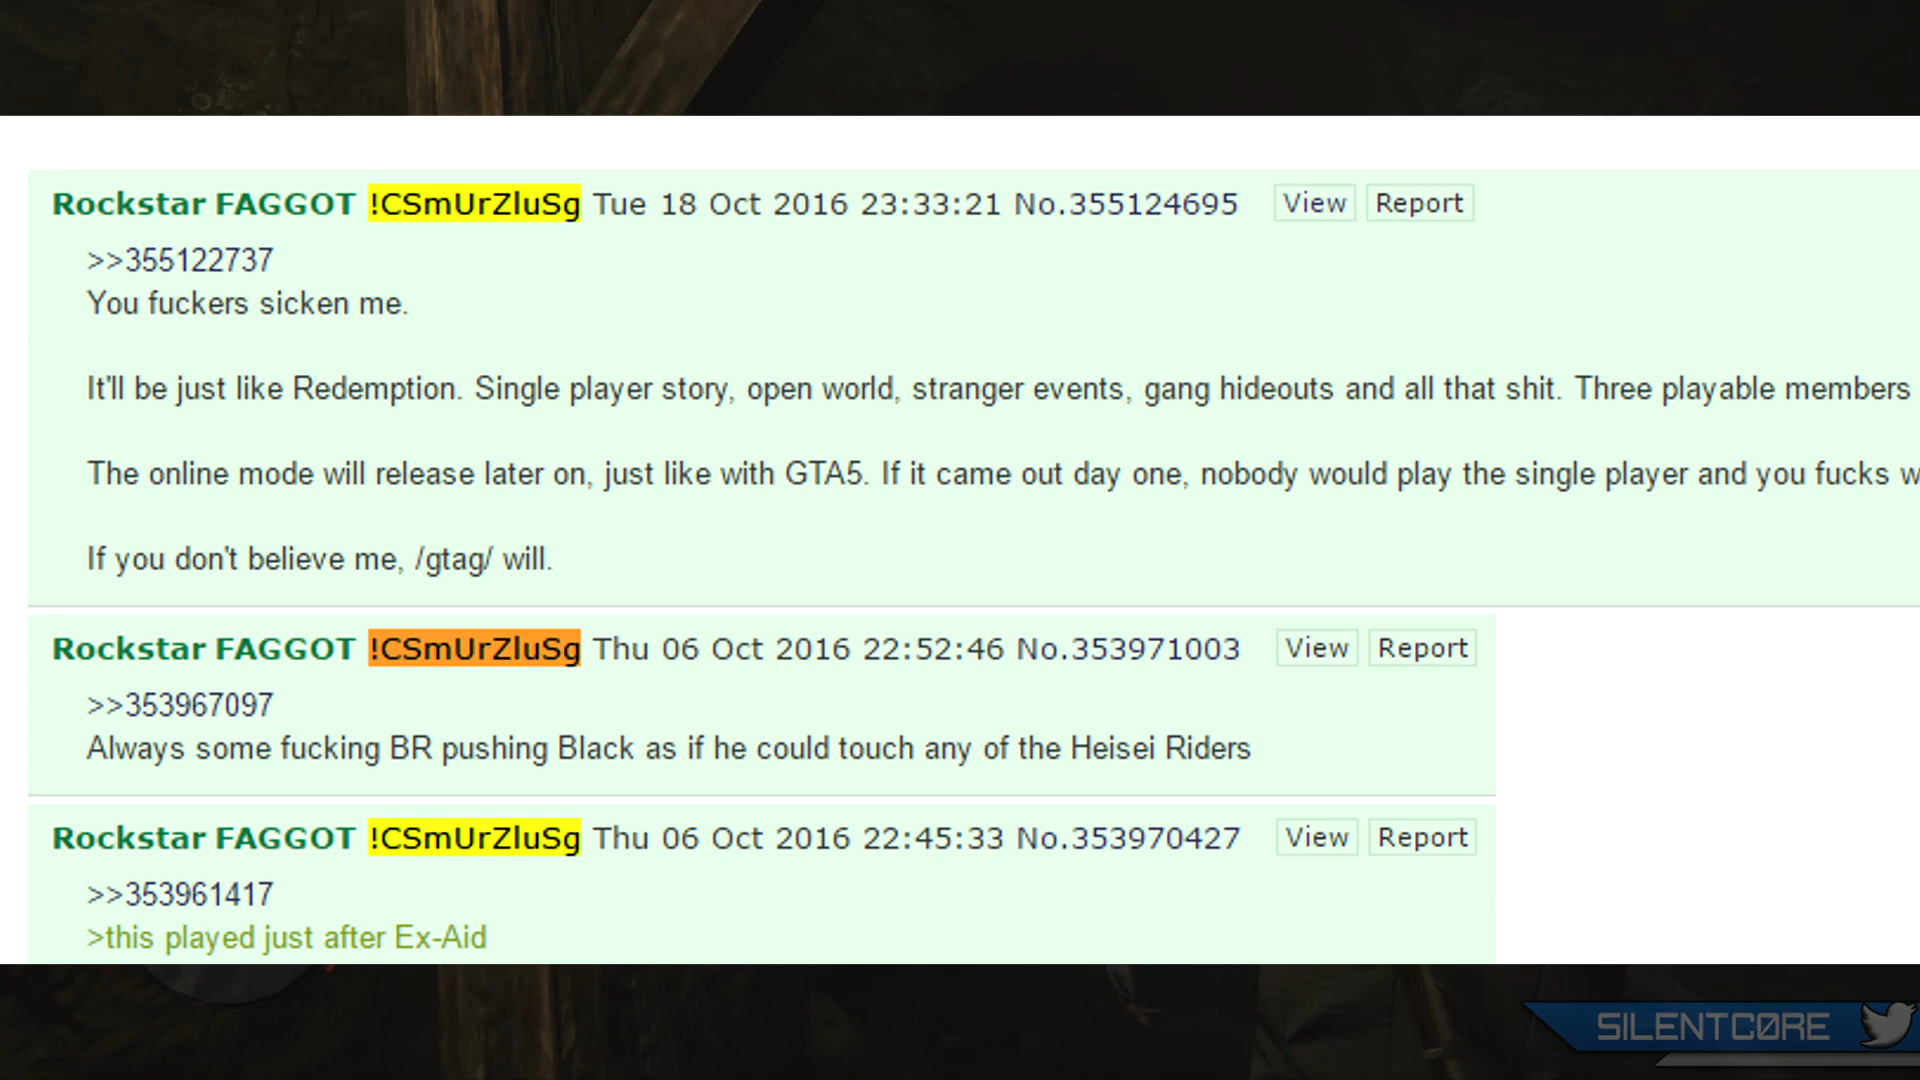 Rockstar FAGGOT !CSmUrZluSg Tue 18 Oct 2016 23:33:21 No.355124695 View Report
>>355122737
You fuckers sicken me.
It'll be just like Redemption. Single player story, open world, stranger events, gang hideouts and all that shit. Three playable members
The online mode will release later on, just like with GTA5. If it came out day one, nobody would play the single player and you fucks w
If you don't believe me, /gtag/ will.
Rockstar FAGGOT !CSmUrZluSg Thu 06 Oct 2016 22:52:46 No.353971003 View Report
>>353967097
Always some fucking BR pushing Black as if he could touch any of the Heisei Riders
Rockstar FAGGOT !CSmUrZluSg Thu 06 Oct 2016 22:45:33 No.353970427 View Report
>>353961417
>this played just after Ex-Aid
SILENTCØRE